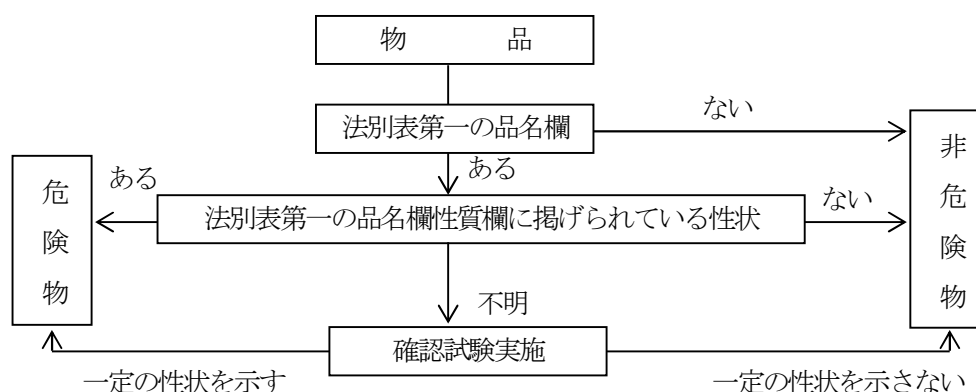 物　　　品
法別表第一の品名欄
ない
ある
ある
法別表第一の品名欄性質欄に掲げられている性状
ない
危険物
非危険物
不明
確認試験実施
一定の性状を示す
一定の性状を示さない